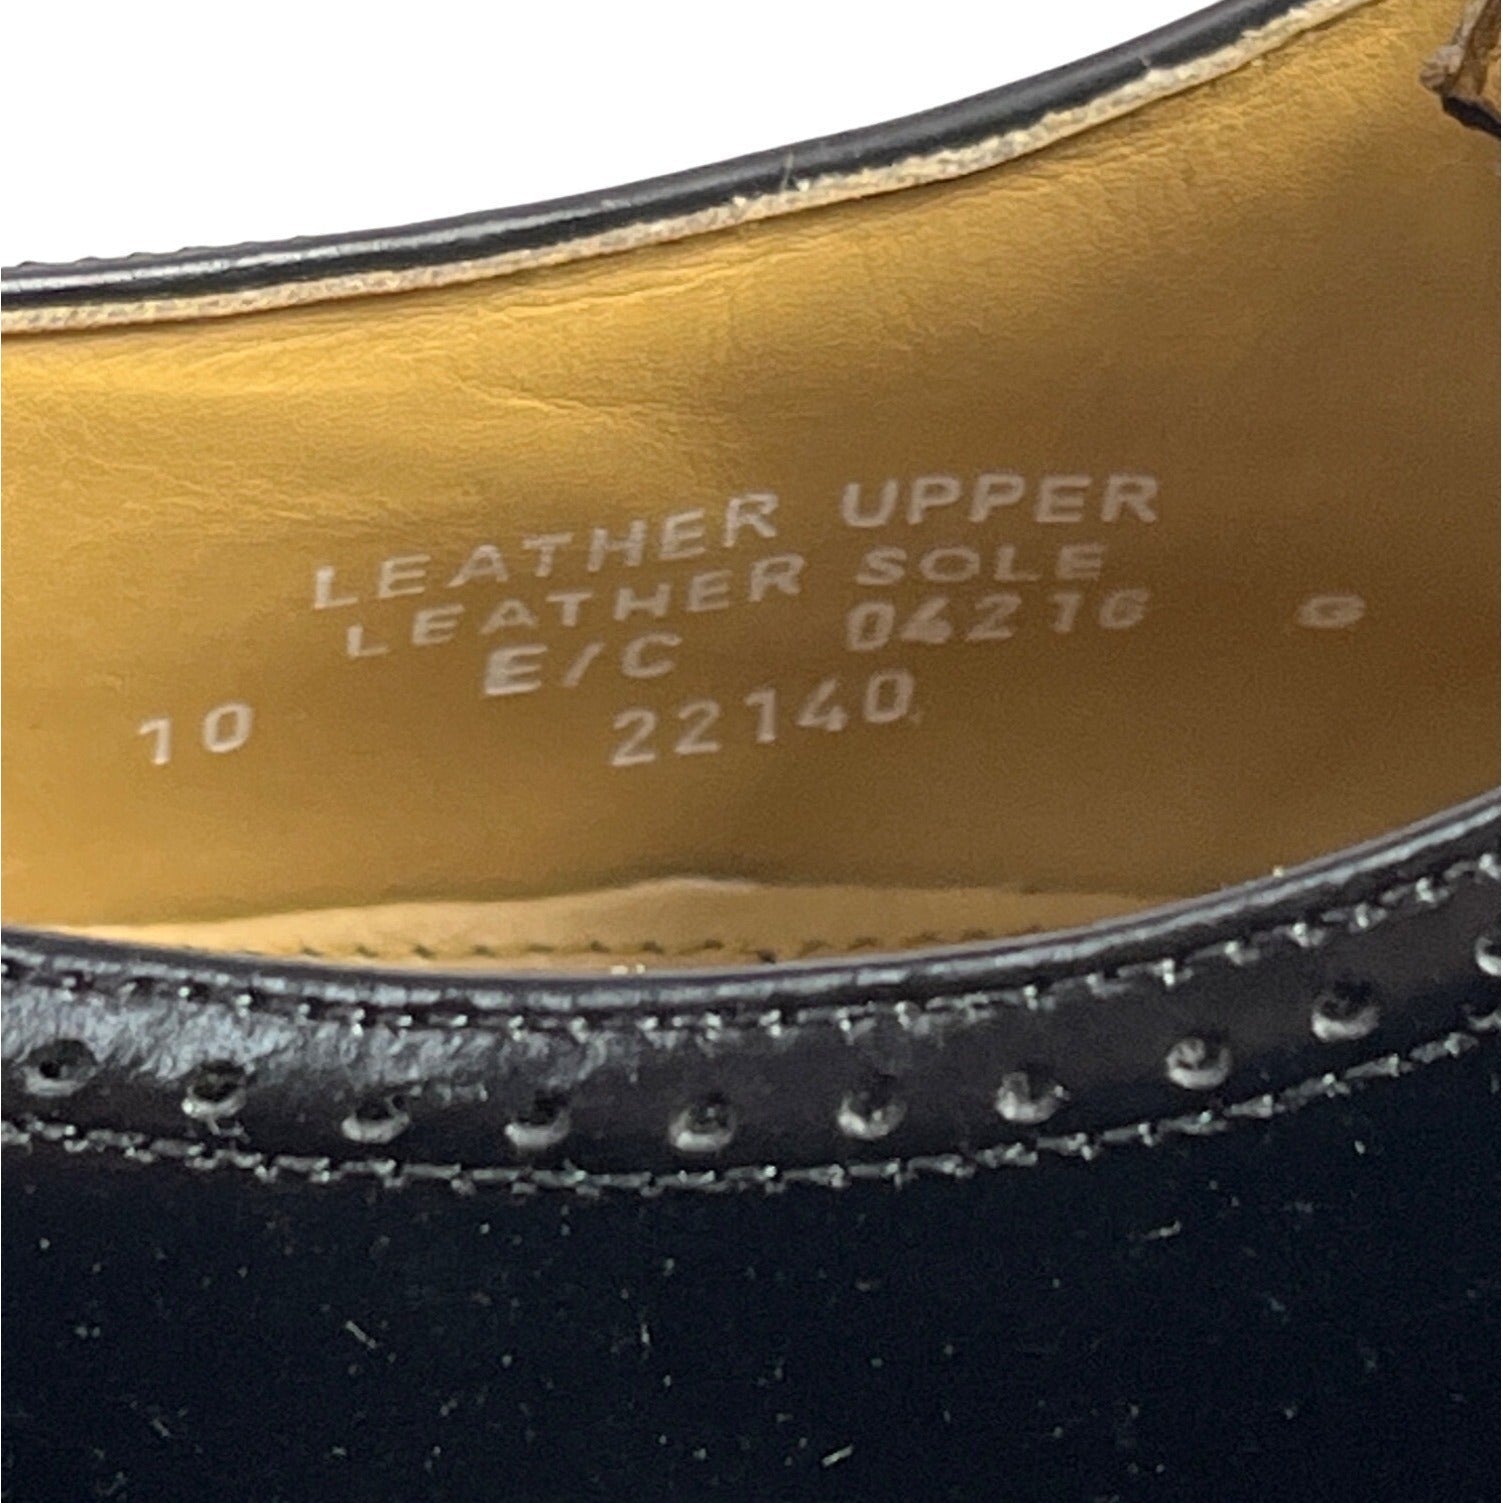 LEATHER UPPER
LEATHER SOLE
E/C 04216 G
10 22140